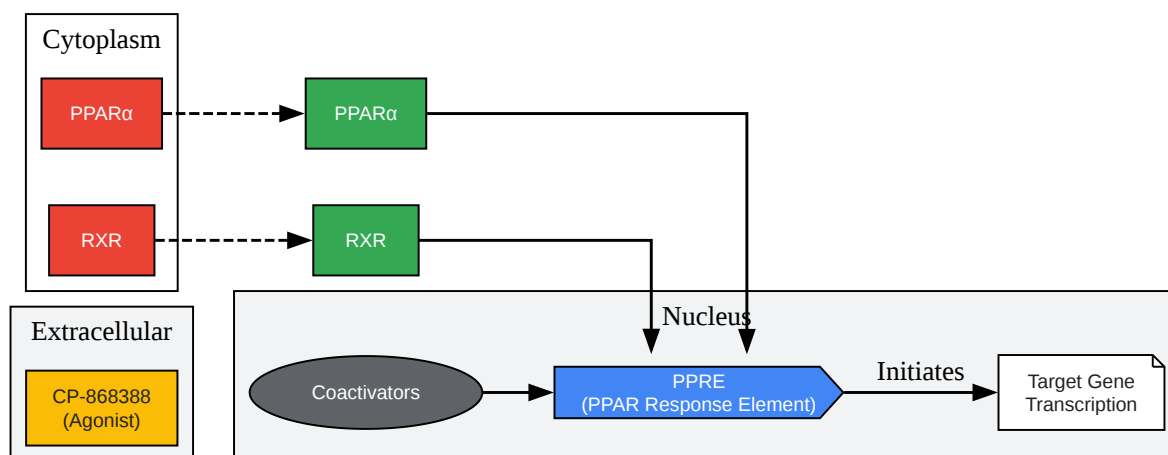 Cytoplasm
PPARα
PPARα
RXR
RXR
Extracellular
CP-868388
(Agonist)
Nucleus
Coactivators
PPRE
(PPAR Response Element)
Initiates
Target Gene
Transcription